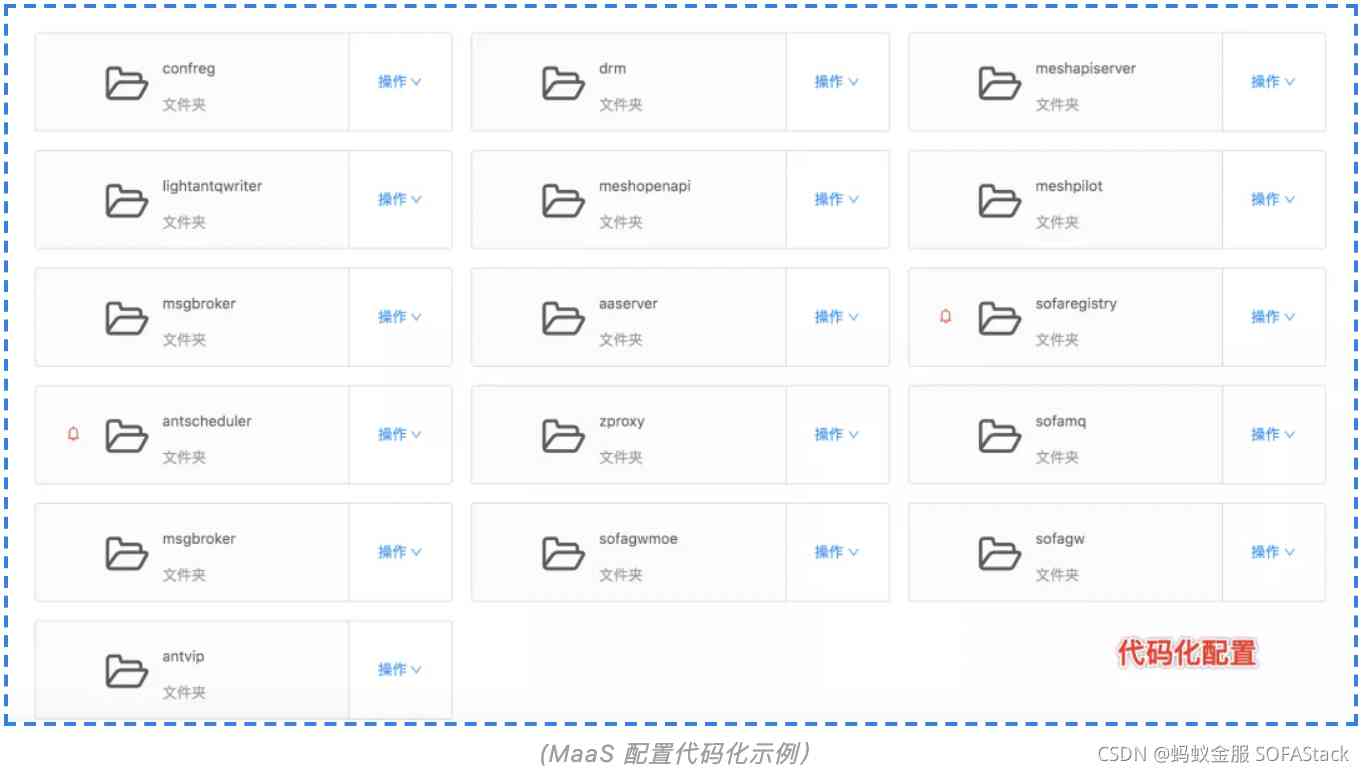 confreg
文件夹
操作
drm
文件夹
操作
meshapiserver
文件夹
操作
lightantqwriter
文件夹
操作
meshopenapi
文件夹
操作
meshpilot
文件夹
操作
msgbroker
文件夹
操作
aaserver
文件夹
操作
sofaregistry
文件夹
操作
antscheduler
文件夹
操作
zproxy
文件夹
操作
sofamq
文件夹
操作
msgbroker
文件夹
操作
sofagwmoe
文件夹
操作
sofagw
文件夹
操作
antvip
文件夹
操作
代码化配置
(MaaS 配置代码化示例)
CSDN @蚂蚁金服 SOFAStack